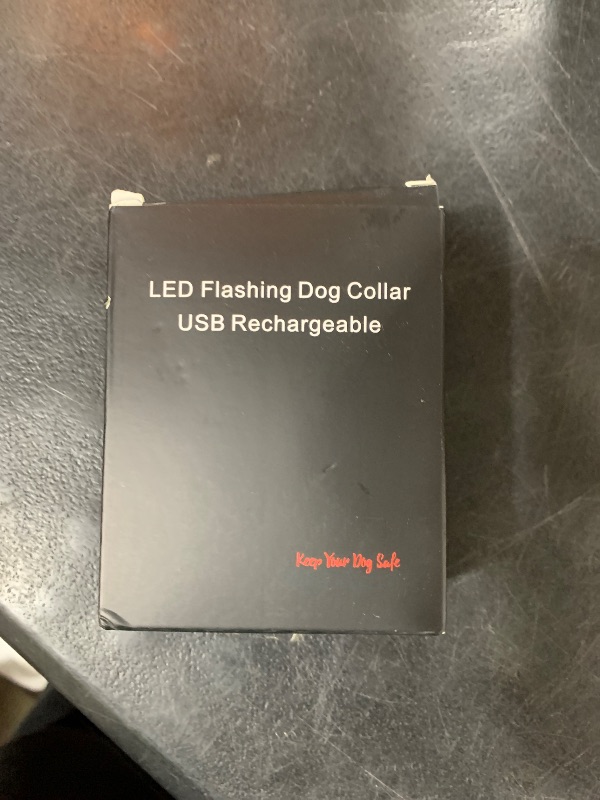 LED Flashing Dog Collar
USB Rechargeable
Keep Your Dog Safe